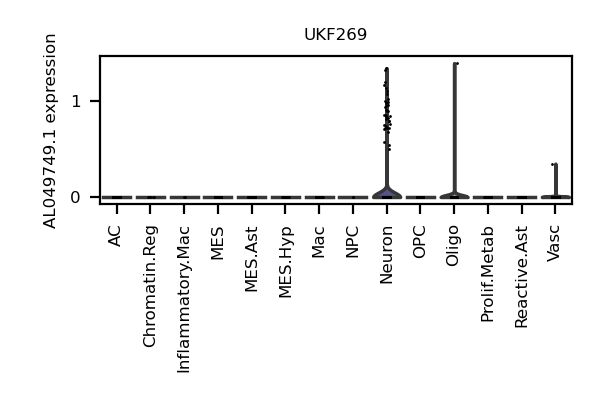 UKF269
AL049749.1 expression
1
0
AC
Chromatin.Reg
Inflammatory.Mac
MES
MES.Ast
MES.Hyp
Mac
NPC
Neuron
OPC
Oligo
Prolif.Metab
Reactive.Ast
Vasc